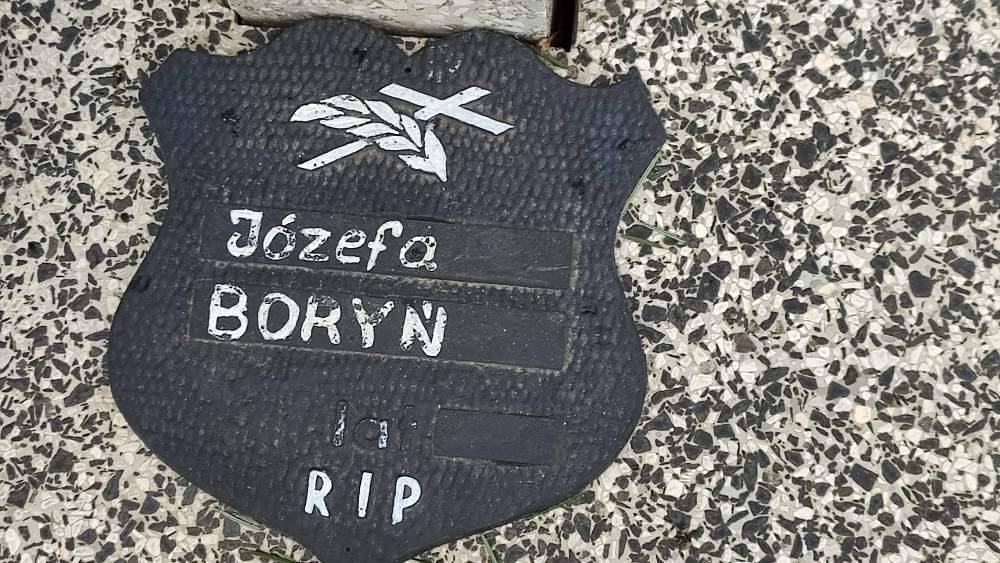 Józefa
BORYŃ
lat
RIP